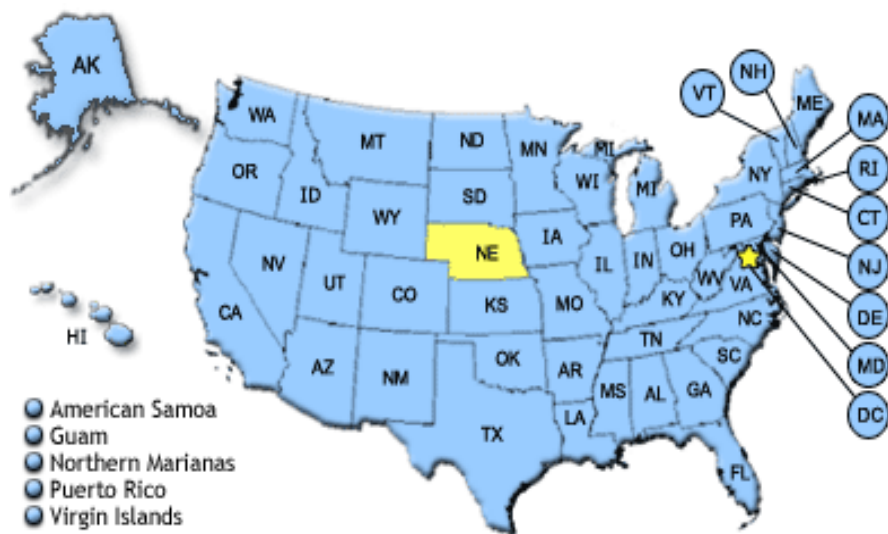 AK
WA
MT
ND
MN
MI
ME
VT
NH
MA
RI
CT
NJ
DE
MD
DC
OR
ID
WY
SD
WI
MI
NY
PA
NE
IA
IL
IN
OH
WV
VA
NV
UT
CO
KS
MO
KY
NC
CA
AZ
NM
OK
AR
TN
SC
MS
AL
GA
TX
LA
FL
HI
American Samoa
Guam
Northern Marianas
Puerto Rico
Virgin Islands